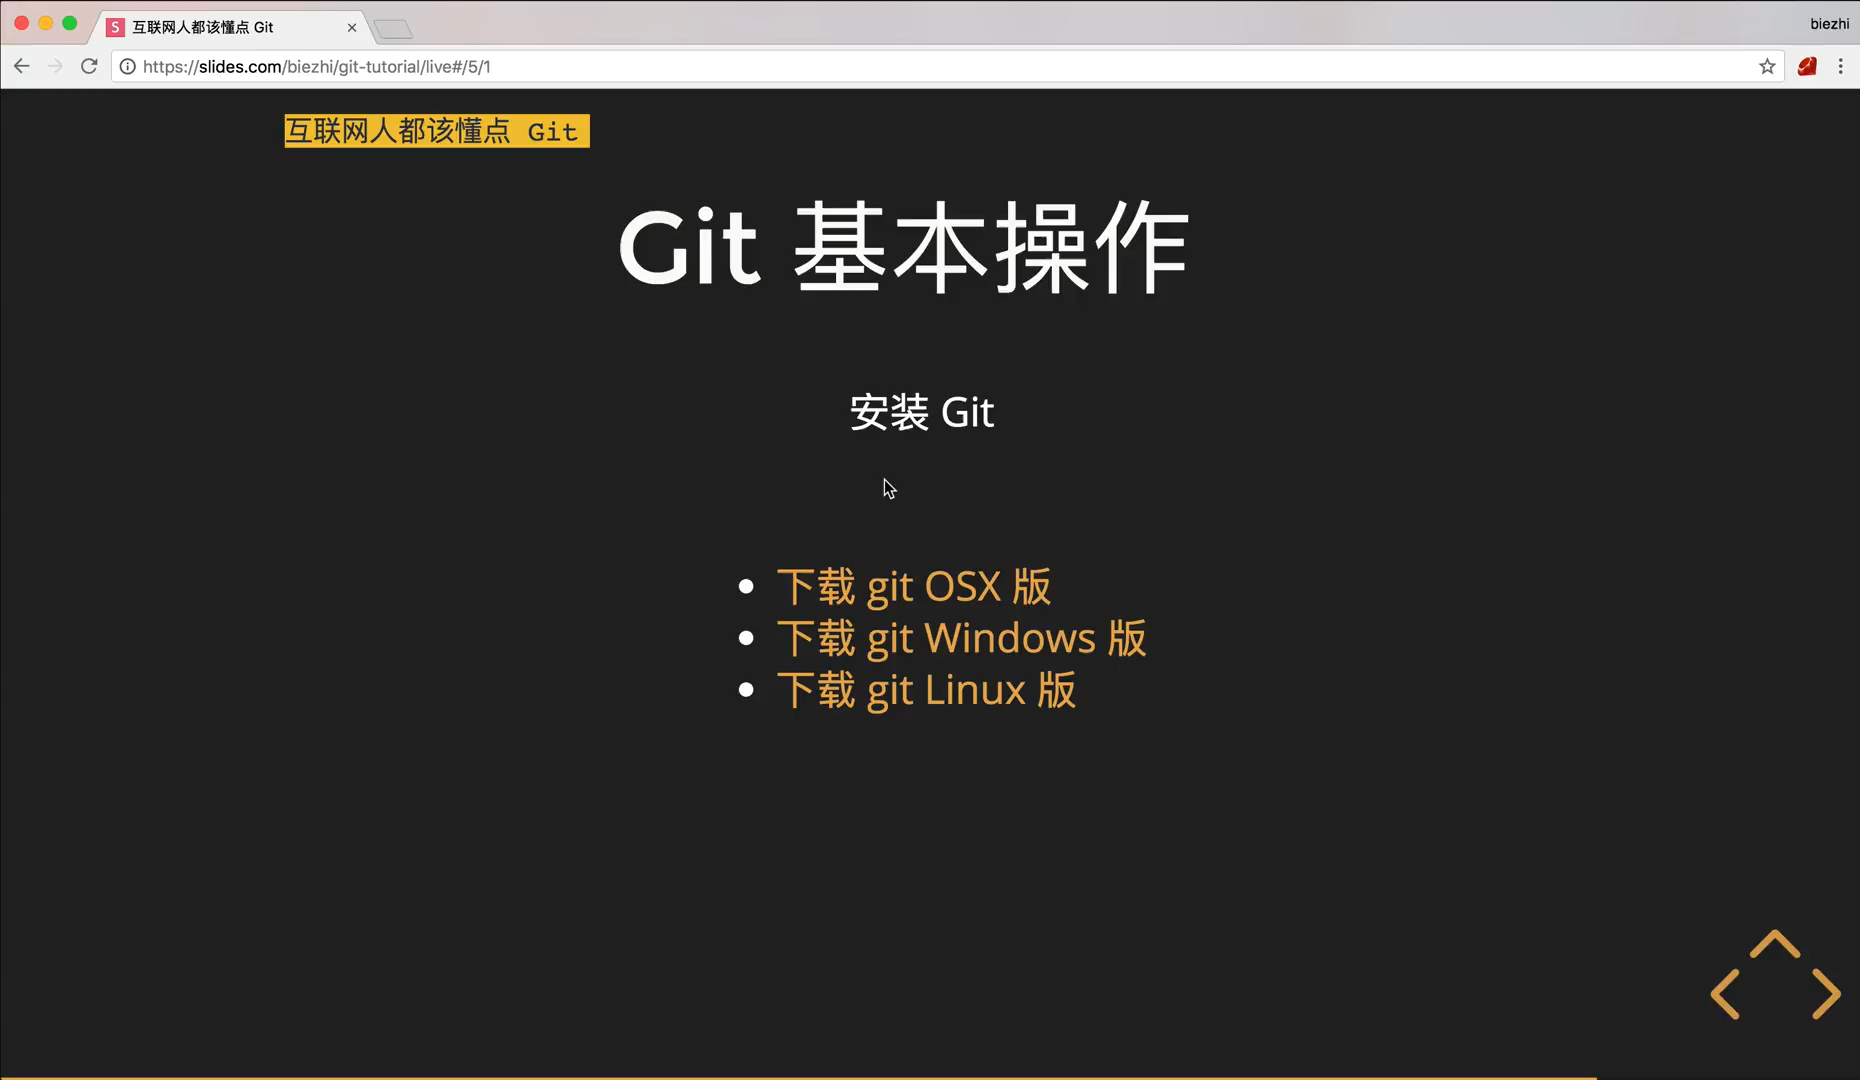 互联网人都该懂点 Git
biezhi
https://slides.com/biezhi/git-tutorial/live#/5/1
互联网人都该懂点 Git
Git 基本操作
安装 Git
下载 git OSX 版
下载 git Windows 版
下载 git Linux 版